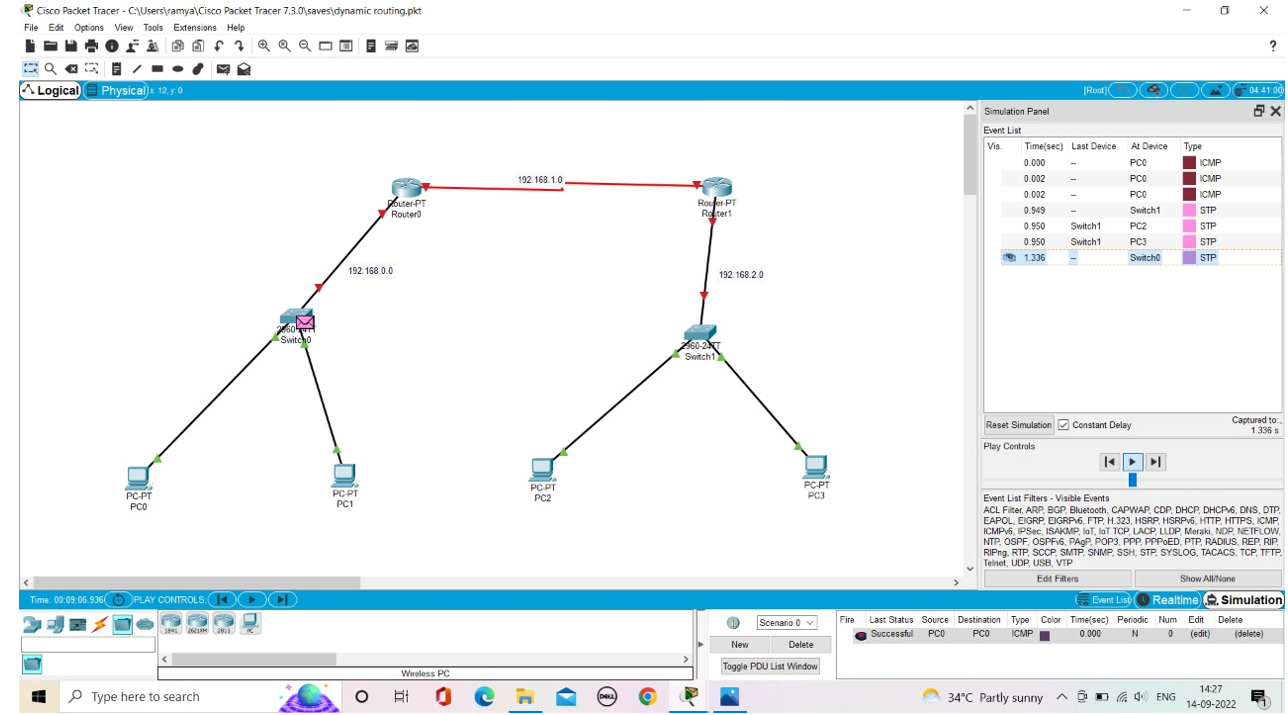 Cisco Packet Tracer - C:\Users\ramya\Cisco Packet Tracer 7.3.0\saves\dynamic routing.pkt
File Edit Options View Tools Extensions Help
?
Logical Physical x: 12, y: 0 [Root] 04:41:00
Simulation Panel
Event List
Vis. Time(sec) Last Device At Device Type
0.000 -- PC0 ICMP
0.002 -- PC0 ICMP
0.002 -- PC0 ICMP
0.949 -- Switch1 STP
0.950 Switch1 PC2 STP
0.950 Switch1 PC3 STP
1.336 -- Switch0 STP
192.168.1.0
Router-PT
Router0
Router-PT
Router1
192.168.0.0
192.168.2.0
2960-24TT
Switch0
2960-24TT
Switch1
PC-PT
PC0
PC-PT
PC1
PC-PT
PC2
PC-PT
PC3
Reset Simulation Constant Delay Captured to:
1.336 s
Play Controls
Event List Filters - Visible Events
ACL Filter, ARP, BGP, Bluetooth, CAPWAP, CDP, DHCP, DHCPv6, DNS, DTP,
EAPOL, EIGRP, EIGRPv6, FTP, H.323, HSRP, HSRPv6, HTTP, HTTPS, ICMP,
ICMPv6, IPSec, ISAKMP, IoT, IoT TCP, LACP, LLDP, Meraki, NDP, NETFLOW,
NTP, OSPF, OSPFv6, PAgP, POP3, PPP, PPPoED, PTP, RADIUS, REP, RIP,
RIPng, RTP, SCCP, SMTP, SNMP, SSH, STP, SYSLOG, TACACS, TCP, TFTP,
Telnet, UDP, USB, VTP
Edit Filters Show All/None
Time: 00:09:06.936 PLAY CONTROLS: Event List Realtime Simulation
1841 2621XM 2811 PC
Wireless PC
Scenario 0
New Delete
Toggle PDU List Window
Fire Last Status Source Destination Type Color Time(sec) Periodic Num Edit Delete
Successful PC0 PC0 ICMP 0.000 N 0 (edit) (delete)
Type here to search
DELL
34°C Partly sunny ENG
14:27
14-09-2022
1